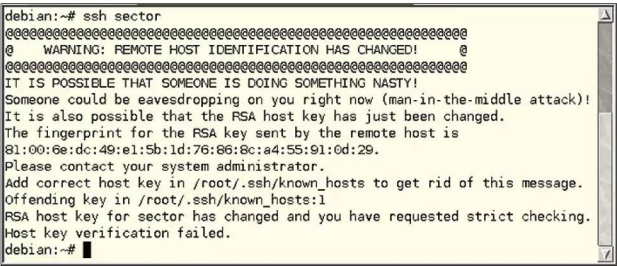 debian:~# ssh sector
@@@@@@@@@@@@@@@@@@@@@@@@@@@@@@@@@@@@@@@@@@@@@@@@@@@@@@@@@@@
@    WARNING: REMOTE HOST IDENTIFICATION HAS CHANGED!     @
@@@@@@@@@@@@@@@@@@@@@@@@@@@@@@@@@@@@@@@@@@@@@@@@@@@@@@@@@@@
IT IS POSSIBLE THAT SOMEONE IS DOING SOMETHING NASTY!
Someone could be eavesdropping on you right now (man-in-the-middle attack)!
It is also possible that the RSA host key has just been changed.
The fingerprint for the RSA key sent by the remote host is
81:00:6e:dc:49:e1:5b:1d:76:86:8c:a4:55:91:0d:29.
Please contact your system administrator.
Add correct host key in /root/.ssh/known_hosts to get rid of this message.
Offending key in /root/.ssh/known_hosts:1
RSA host key for sector has changed and you have requested strict checking.
Host key verification failed.
debian:~#